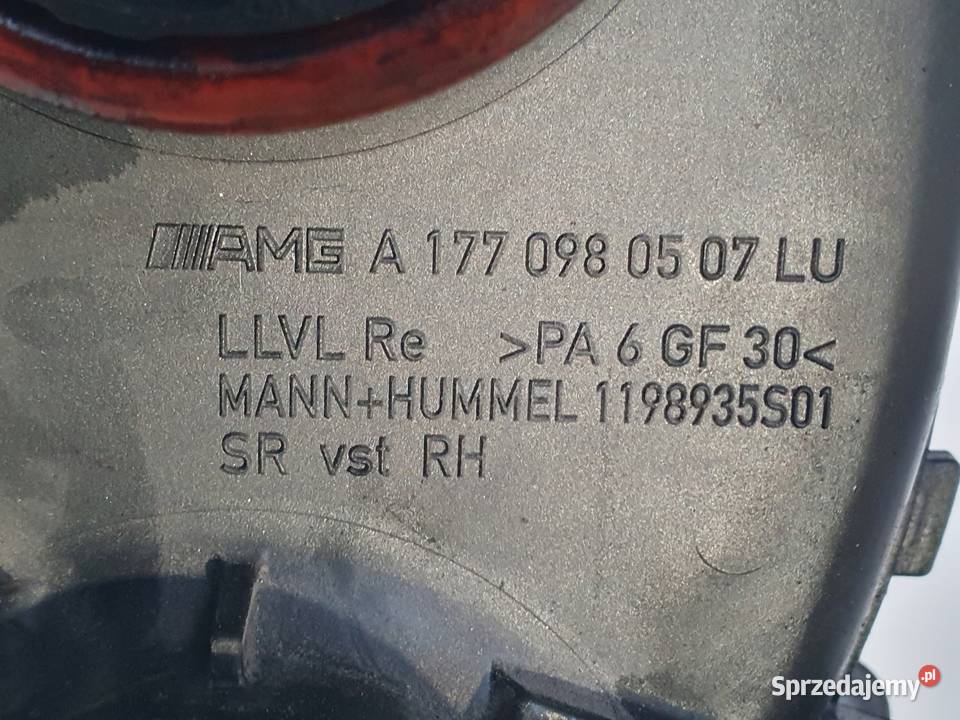 AMG A 177 098 05 07 LU
LLVL Re >PA 6 GF 30<
MANN+HUMMEL 1198935S01
SR vst RH
Sprzedajemy.pl